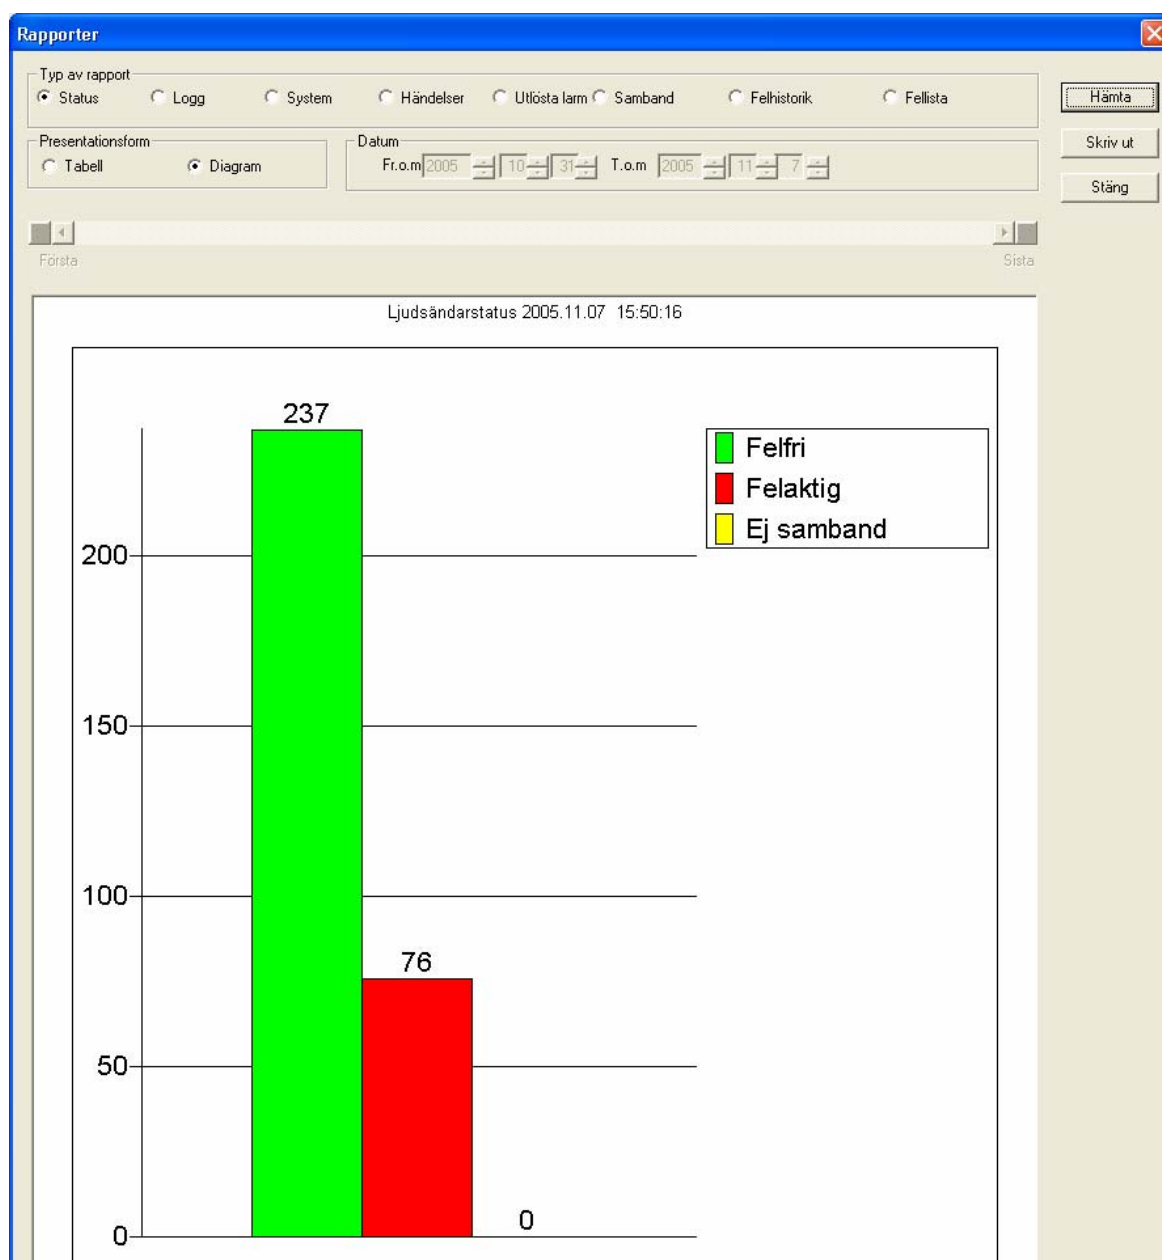 Rapporter
Typ av rapport
Status Logg System Händelser Utlösta larm Samband Felhistorik Fellista
Hämta
Presentationsform Datum
Skriv ut
Tabell Diagram Fr.o.m 2005 10 31 T.o.m 2005 11 7
Stäng
Första Sista
Ljudsändarstatus 2005.11.07 15:50:16
237
Felfri
Felaktig
Ej samband
200
150
100
76
50
0
0